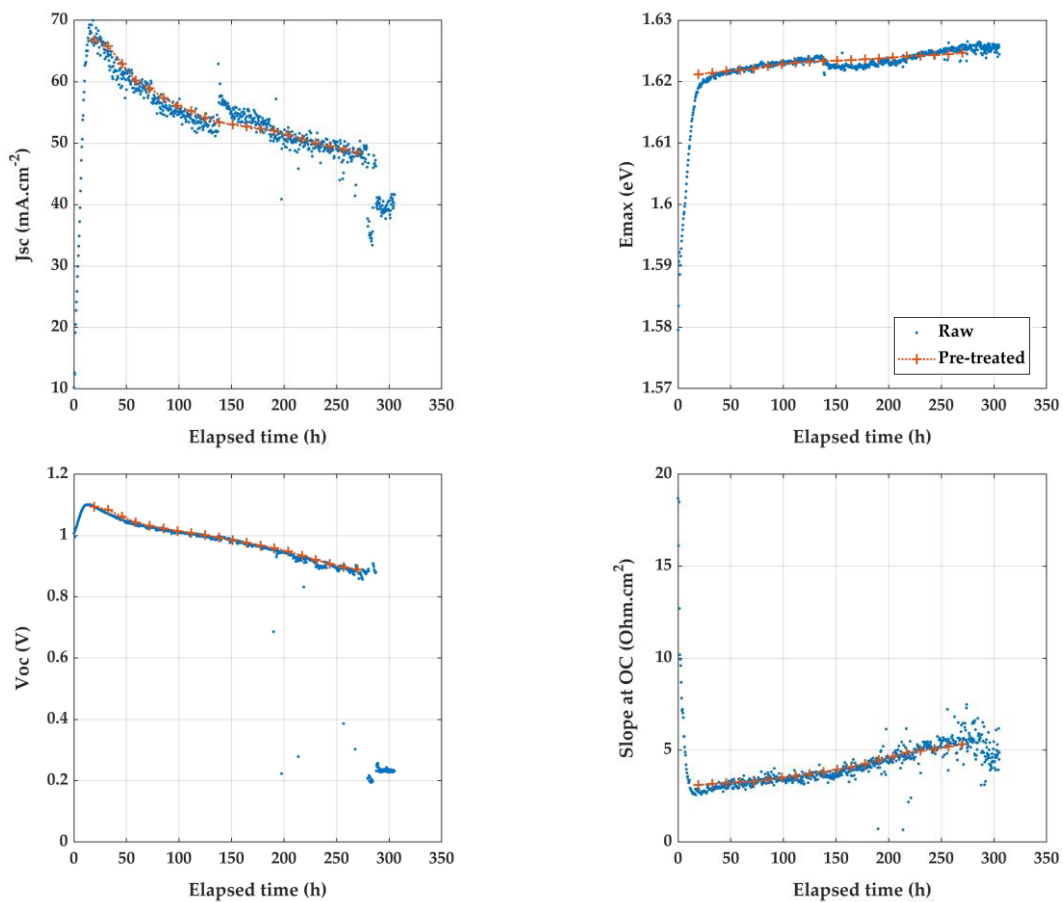 70
60
50
40
30
20
10
Jsc (mA.cm-2)
0 50 100 150 200 250 300 350
Elapsed time (h)
1.63
1.62
1.61
1.6
1.59
1.58
1.57
Emax (eV)
Raw
Pre-treated
0 50 100 150 200 250 300 350
Elapsed time (h)
1.2
1
0.8
0.6
0.4
0.2
0
Voc (V)
0 50 100 150 200 250 300 350
Elapsed time (h)
20
15
10
5
0
Slope at OC (Ohm.cm2)
0 50 100 150 200 250 300 350
Elapsed time (h)